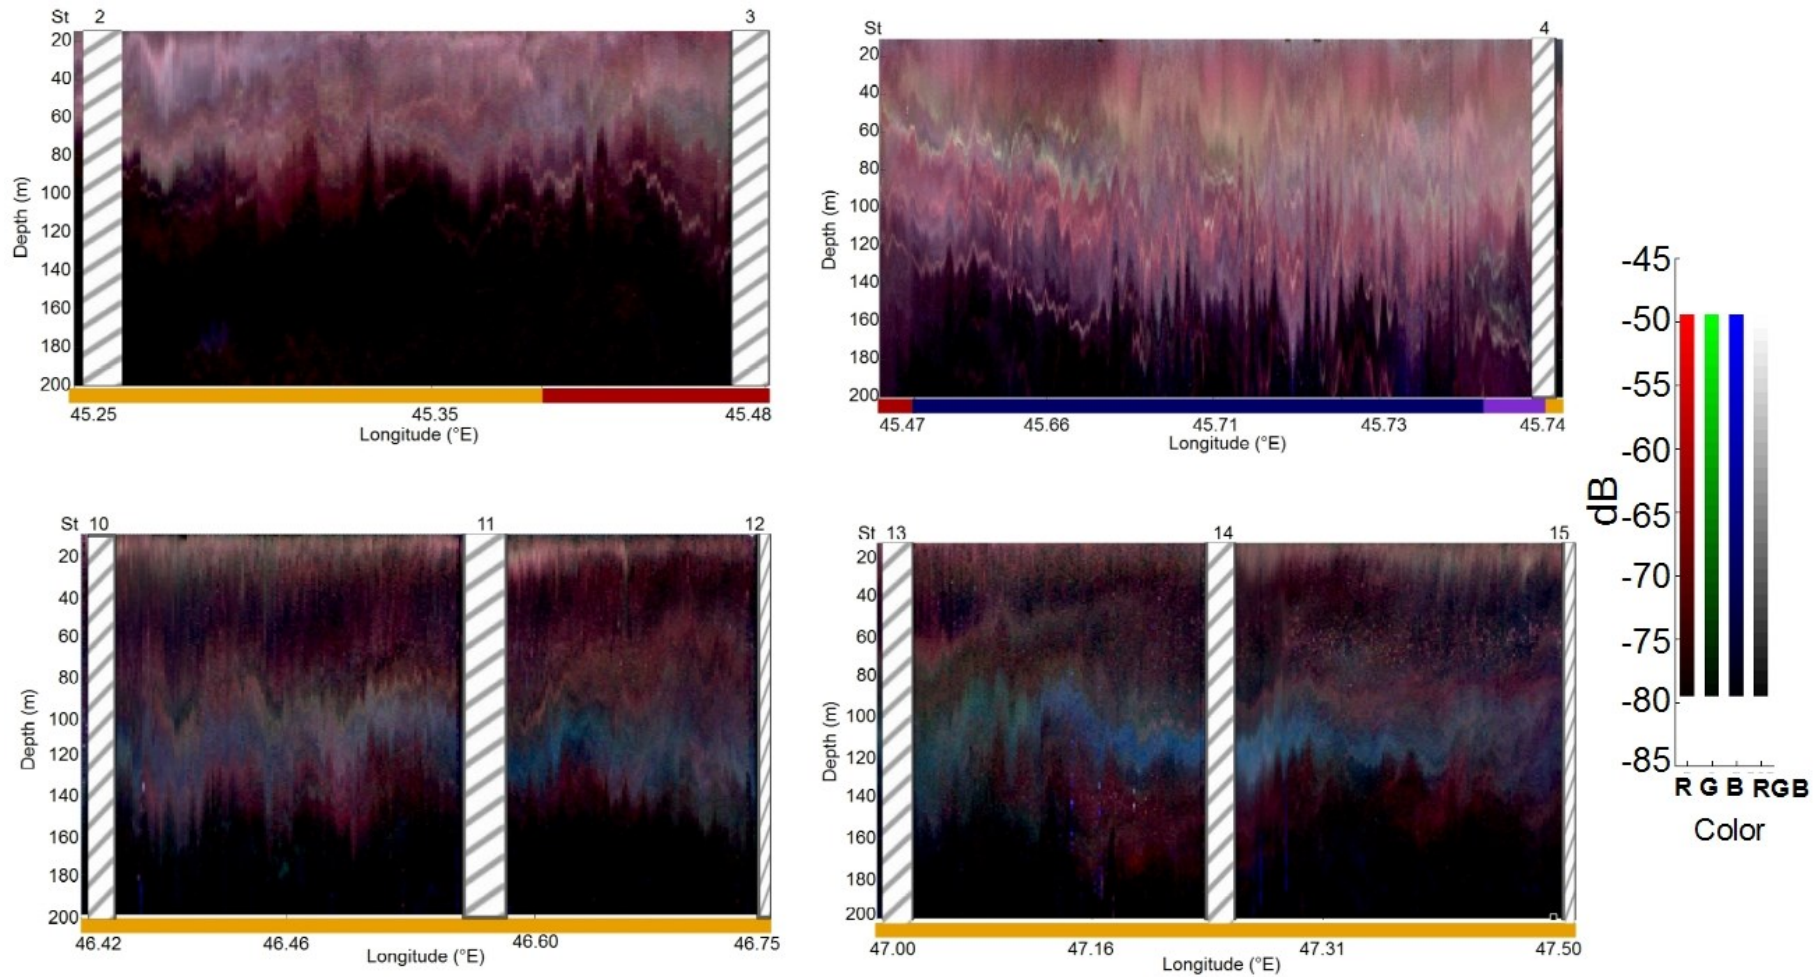 St 2 3
20
40
60
80
100
120
140
160
180
200
Depth (m)
45.25 45.35 45.48
Longitude (°E)
St 4
20
40
60
80
100
120
140
160
180
200
Depth (m)
45.47 45.66 45.71 45.73 45.74
Longitude (°E)
St 10 11 12
20
40
60
80
100
120
140
160
180
200
Depth (m)
46.42 46.46 46.60 46.75
Longitude (°E)
St 13 14 15
20
40
60
80
100
120
140
160
180
200
Depth (m)
47.00 47.16 47.31 47.50
Longitude (°E)
-45
-50
-55
-60
-65
-70
-75
-80
-85
dB
R G B RGB
Color